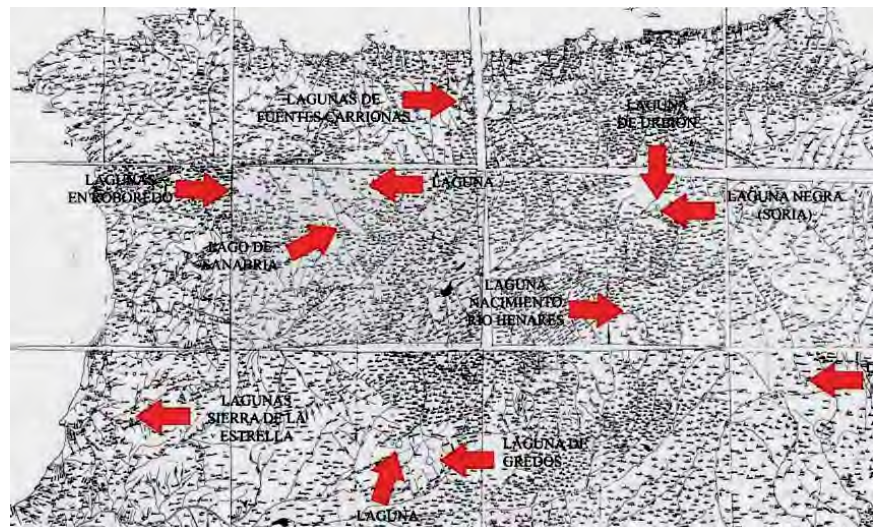 LAGUNAS DE
FUENTES CARRIONAS
LAGUNA
DE URBIÓN
LAGUNAS
EN ROBOREDO
LAGUNA
LAGUNA NEGRA
(SORIA)
LAGO DE
SANABRIA
LAGUNA
NACIMIENTO
RIO HENARES
LAGUNAS
SIERRA DE LA
ESTRELLA
LAGUNA DE
GREDOS
LAGUNA